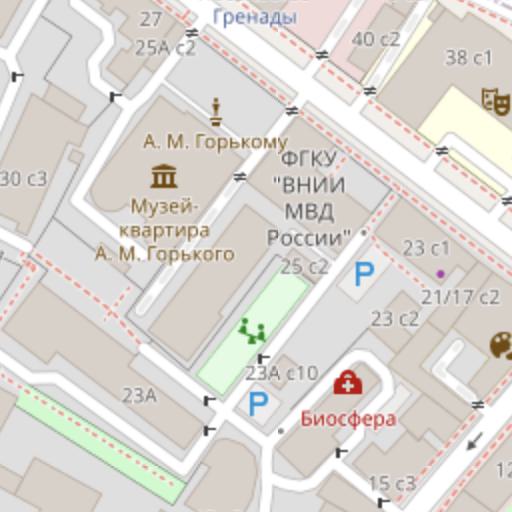 27
Гренады
25А с2
40 с2
38 с1
А. М. Горькому
ФГКУ
"ВНИИ
МВД
России"
30 с3
Музей-
квартира
А. М. Горького
23 с1
25 с2
21/17 с2
23 с2
23А с10
23А
Биосфера
15 с3
12